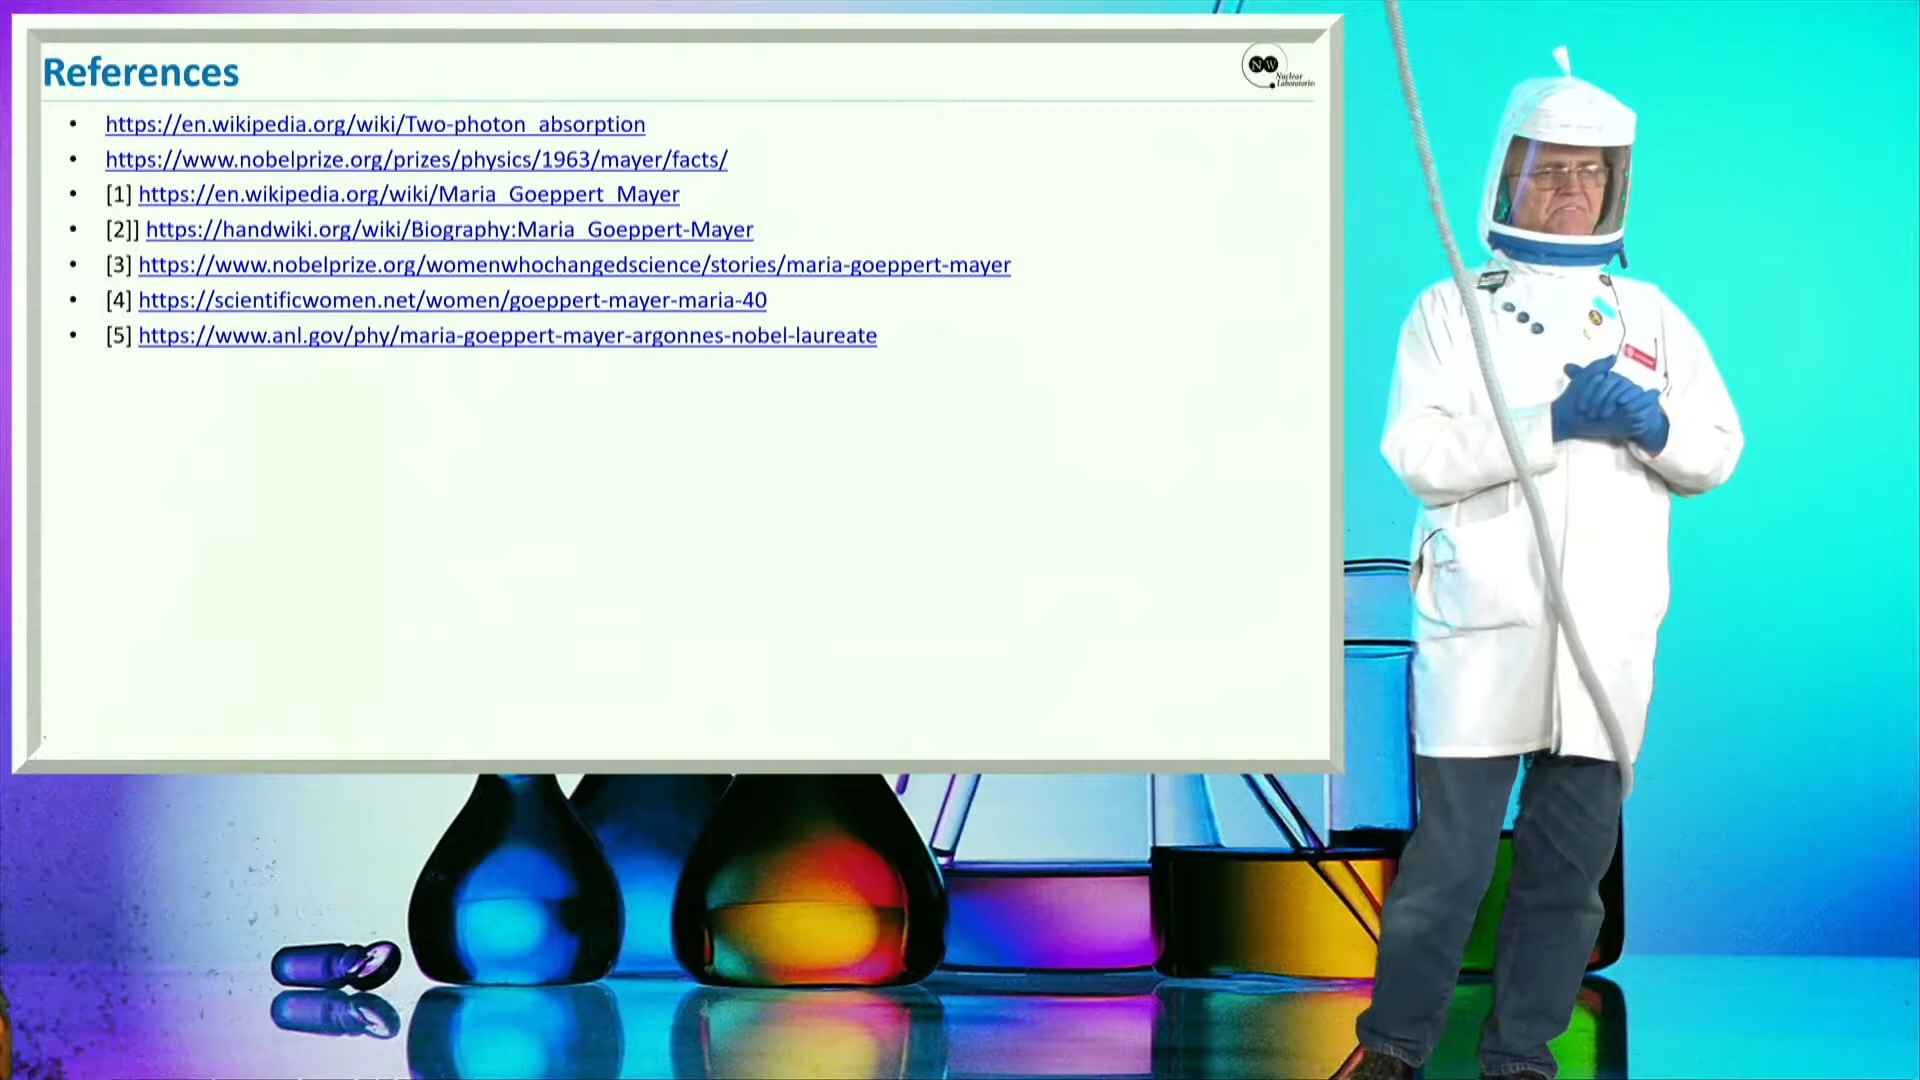 References
N W
Nuclear
Laboratories
• https://en.wikipedia.org/wiki/Two-photon_absorption
• https://www.nobelprize.org/prizes/physics/1963/mayer/facts/
• [1] https://en.wikipedia.org/wiki/Maria_Goeppert_Mayer
• [2]] https://handwiki.org/wiki/Biography:Maria_Goeppert-Mayer
• [3] https://www.nobelprize.org/womenwhochangedscience/stories/maria-goeppert-mayer
• [4] https://scientificwomen.net/women/goeppert-mayer-maria-40
• [5] https://www.anl.gov/phy/maria-goeppert-mayer-argonnes-nobel-laureate